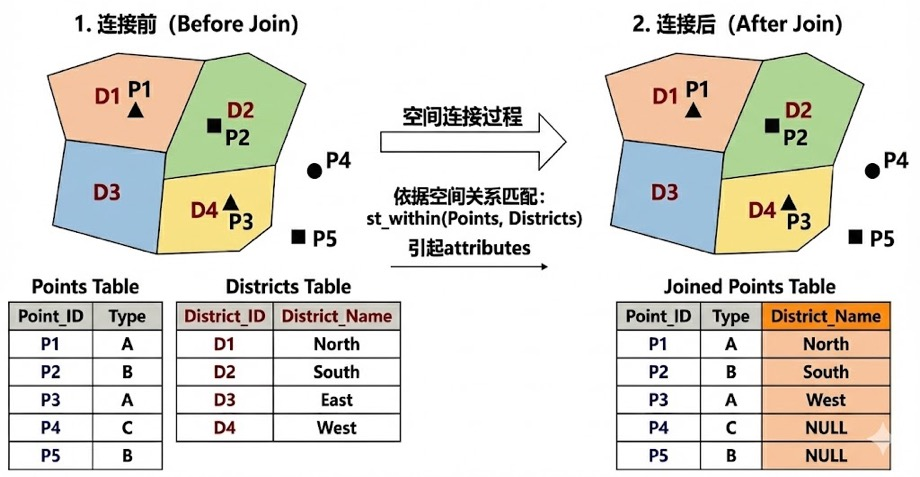 1. 连接前（Before Join）
D1 P1
D2
P2
D3
D4
P3
P4
P5
空间连接过程
依据空间关系匹配：
st_within(Points, Districts)
引起attributes
2. 连接后（After Join）
D1 P1
D2
P2
D3
D4
P3
P4
P5
Points Table
Point_ID Type
P1 A
P2 B
P3 A
P4 C
P5 B
Districts Table
District_ID District_Name
D1 North
D2 South
D3 East
D4 West
Joined Points Table
Point_ID Type District_Name
P1 A North
P2 B South
P3 A West
P4 C NULL
P5 B NULL